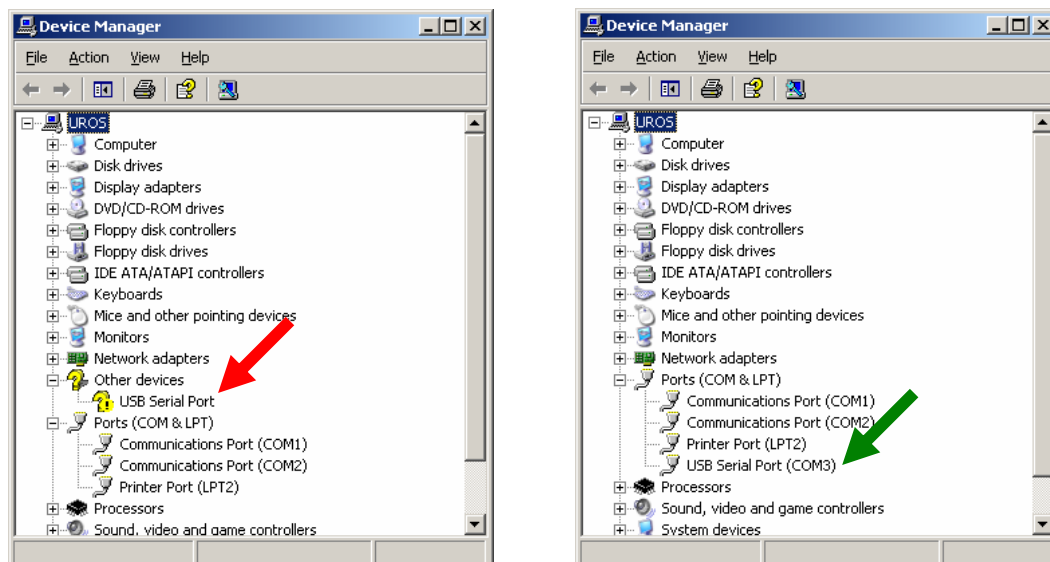 Device Manager
File Action View Help
UROS
Computer
Disk drives
Display adapters
DVD/CD-ROM drives
Floppy disk controllers
Floppy disk drives
IDE ATA/ATAPI controllers
Keyboards
Mice and other pointing devices
Monitors
Network adapters
Other devices
USB Serial Port
Ports (COM & LPT)
Communications Port (COM1)
Communications Port (COM2)
Printer Port (LPT2)
Processors
Sound, video and game controllers
Device Manager
File Action View Help
UROS
Computer
Disk drives
Display adapters
DVD/CD-ROM drives
Floppy disk controllers
Floppy disk drives
IDE ATA/ATAPI controllers
Keyboards
Mice and other pointing devices
Monitors
Network adapters
Ports (COM & LPT)
Communications Port (COM1)
Communications Port (COM2)
Printer Port (LPT2)
USB Serial Port (COM3)
Processors
Sound, video and game controllers
System devices